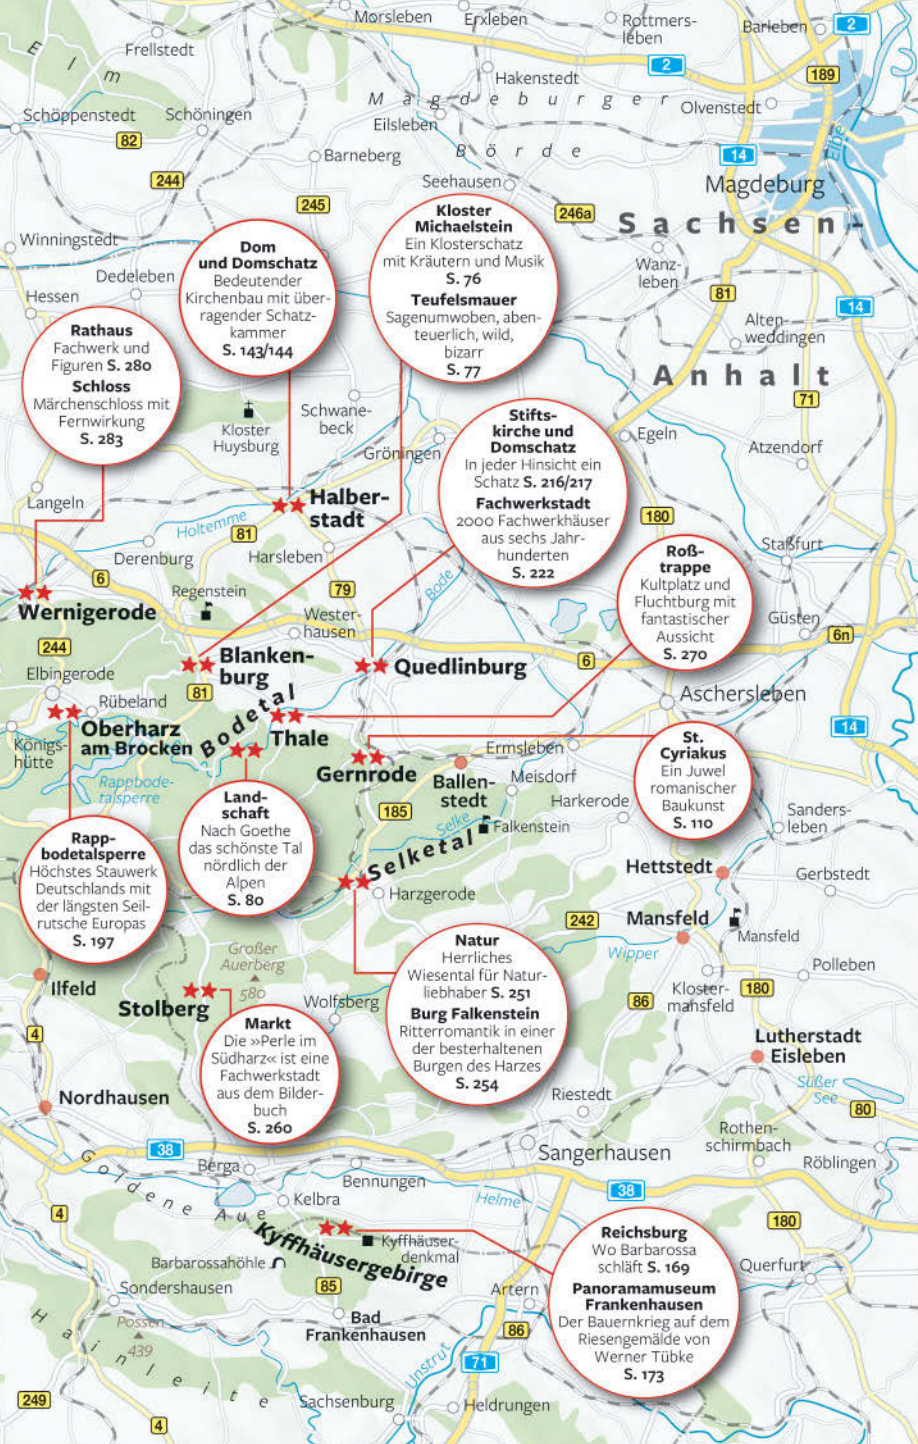 Morsleben
Erxleben
Rottmers-
leben
Barleben
2
Frellstedt
Elm
2
189
Hakenstedt
Magdeburger
Olvenstedt
Schöppenstedt
Schöningen
Eilsleben
82
Börde
Elbe
14
Barneberg
244
Seehausen
Magdeburg
245
246a
Sachsen-
Winningstedt
Dom
und Domschatz
Bedeutender
Kirchenbau mit über-
ragender Schatz-
kammer
S. 143/144
Kloster
Michaelstein
Ein Klosterschatz
mit Kräutern und Musik
S. 76
Teufelsmauer
Sagenumwoben, aben-
teuerlich, wild,
bizarr
S. 77
Wanz-
leben
Dedeleben
Hessen
81
14
Alten-
weddingen
Rathaus
Fachwerk und
Figuren S. 280
Schloss
Märchenschloss mit
Fernwirkung
S. 283
Anhalt
71
Kloster
Huysburg
Schwane-
beck
Gröningen
Stifts-
kirche und
Domschatz
In jeder Hinsicht ein
Schatz S. 216/217
Fachwerkstadt
2000 Fachwerkhäuser
aus sechs Jahr-
hunderten
S. 222
Egeln
Atzendorf
Langeln
Halber-
stadt
Holtemme
81
180
Staßfurt
Derenburg
Harsleben
Roß-
trappe
Kultplatz und
Fluchtburg mit
fantastischer
Aussicht
S. 270
6
Regenstein
79
Bode
Wernigerode
Wester-
hausen
Güsten
6n
244
Blanken-
burg
Quedlinburg
6
Elbingerode
81
Aschersleben
Rübeland
Oberharz
am Brocken
Bodetal
Thale
14
Königs-
hütte
Ermsleben
St.
Cyriakus
Ein Juwel
romanischer
Baukunst
S. 110
Gernrode
Ballen-
stedt
Meisdorf
Rappbode-
talsperre
Land-
schaft
Nach Goethe
das schönste Tal
nördlich der
Alpen
S. 80
185
Harkerode
Sanders-
leben
Selke
Falkenstein
Rapp-
bodetalsperre
Höchstes Stauwerk
Deutschlands mit
der längsten Seil-
rutsche Europas
S. 197
Selketal
Hettstedt
Gerbstedt
Harzgerode
242
Mansfeld
Mansfeld
Natur
Herrliches
Wiesental für Natur-
liebhaber S. 251
Burg Falkenstein
Ritterromantik in einer
der besterhaltenen
Burgen des Harzes
S. 254
Großer
Auerberg
580
Wipper
Polleben
Ilfeld
Kloster-
mansfeld
180
Stolberg
Wolfsberg
86
Markt
Die »Perle im
Südharz« ist eine
Fachwerkstadt
aus dem Bilder-
buch
S. 260
4
Lutherstadt
Eisleben
Süßer
See
Nordhausen
Riestedt
80
Rothen-
schirmbach
38
Sangerhausen
Röblingen
Berga
Bennungen
38
Goldene Aue
Kelbra
Helme
4
Kyffhäusergebirge
Kyffhäuser-
denkmal
180
Reichsburg
Wo Barbarossa
schläft S. 169
Panoramamuseum
Frankenhausen
Der Bauernkrieg auf dem
Riesengemälde von
Werner Tübke
S. 173
Barbarossahöhle
Querfurt
Sondershausen
85
Artern
Possen
439
Bad
Frankenhausen
86
Hainleite
Unstrut
71
249
Sachsenburg
Heldrungen
4